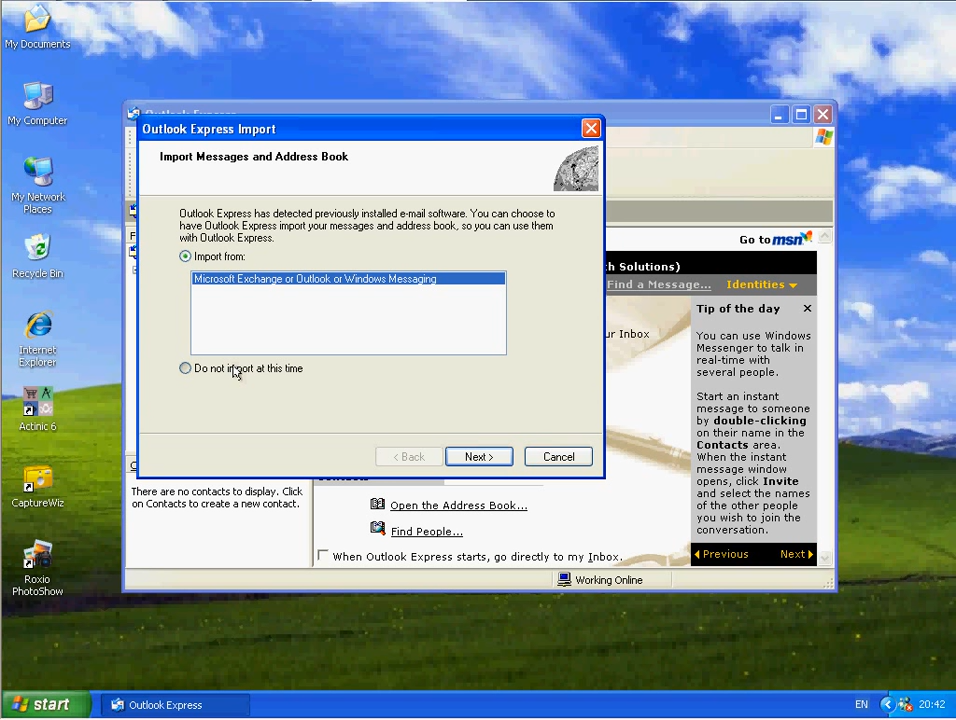 My Documents
My Computer
My Network
Places
Recycle Bin
Internet
Explorer
Actinic 6
CaptureWiz
Roxio
PhotoShow
Outlook Express
Outlook Express Import
Import Messages and Address Book
Outlook Express has detected previously installed e-mail software. You can choose to
have Outlook Express import your messages and address book, so you can use them
with Outlook Express.
Import from:
Microsoft Exchange or Outlook or Windows Messaging
Do not import at this time
< Back
Next >
Cancel
Go to msn
h Solutions)
Find a Message...
Identities
ur Inbox
Tip of the day
You can use Windows
Messenger to talk in
real-time with
several people.
Start an instant
message to someone
by double-clicking
on their name in the
Contacts area.
When the instant
message window
opens, click Invite
and select the names
of the other people
you wish to join the
conversation.
Previous
Next
There are no contacts to display. Click
on Contacts to create a new contact.
Contacts
Open the Address Book...
Find People...
When Outlook Express starts, go directly to my Inbox.
Working Online
start
Outlook Express
EN
20:42